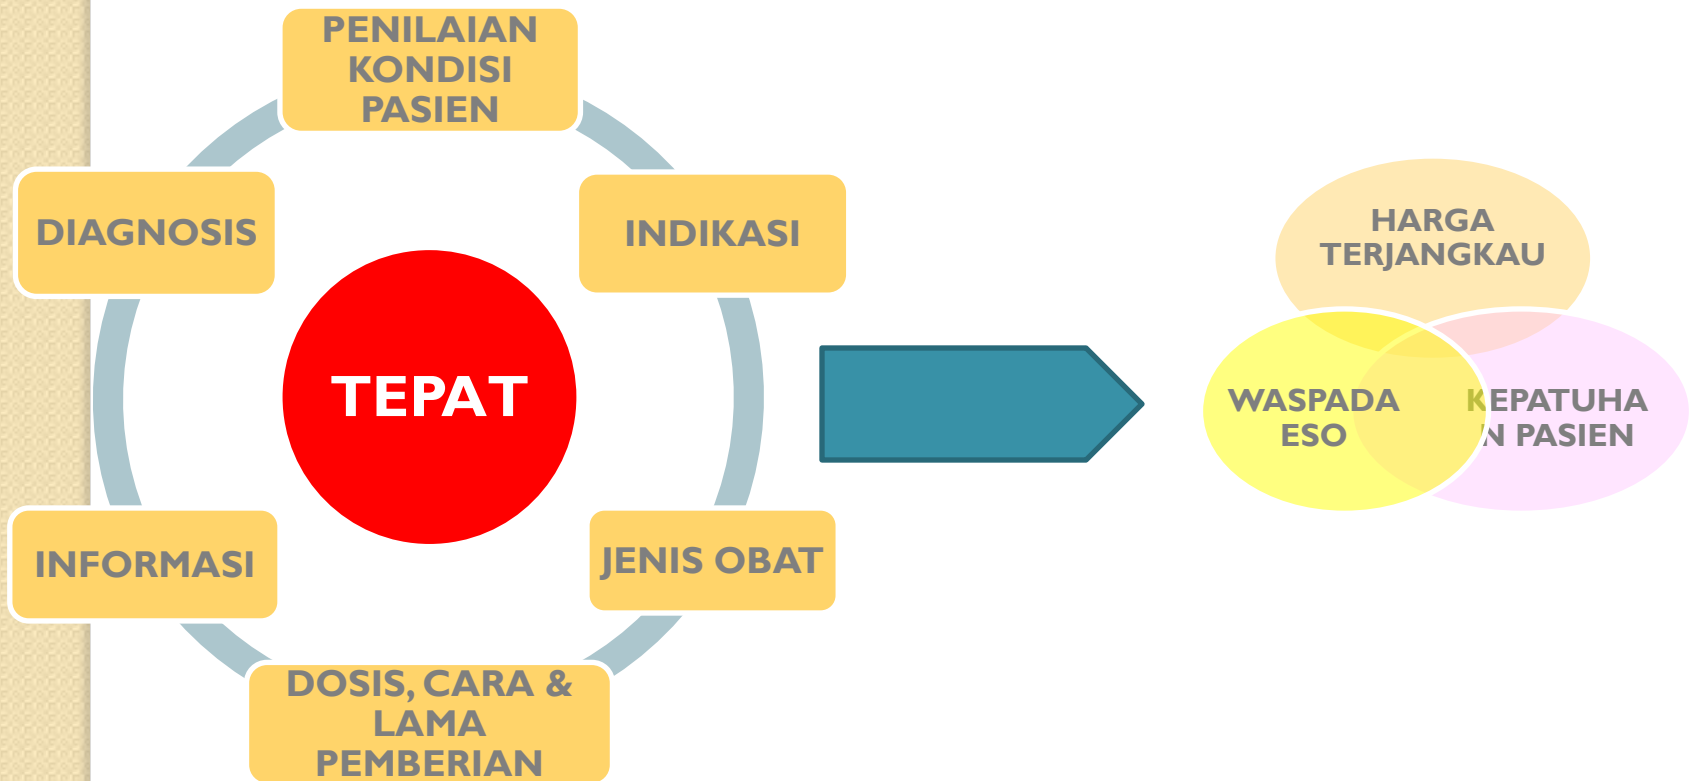 PENILAIAN
KONDISI
PASIEN
DIAGNOSIS
INDIKASI
TEPAT
INFORMASI
JENIS OBAT
DOSIS, CARA &
LAMA
PEMBERIAN
HARGA
TERJANGKAU
WASPADA
ESO
KEPATUHA
N PASIEN